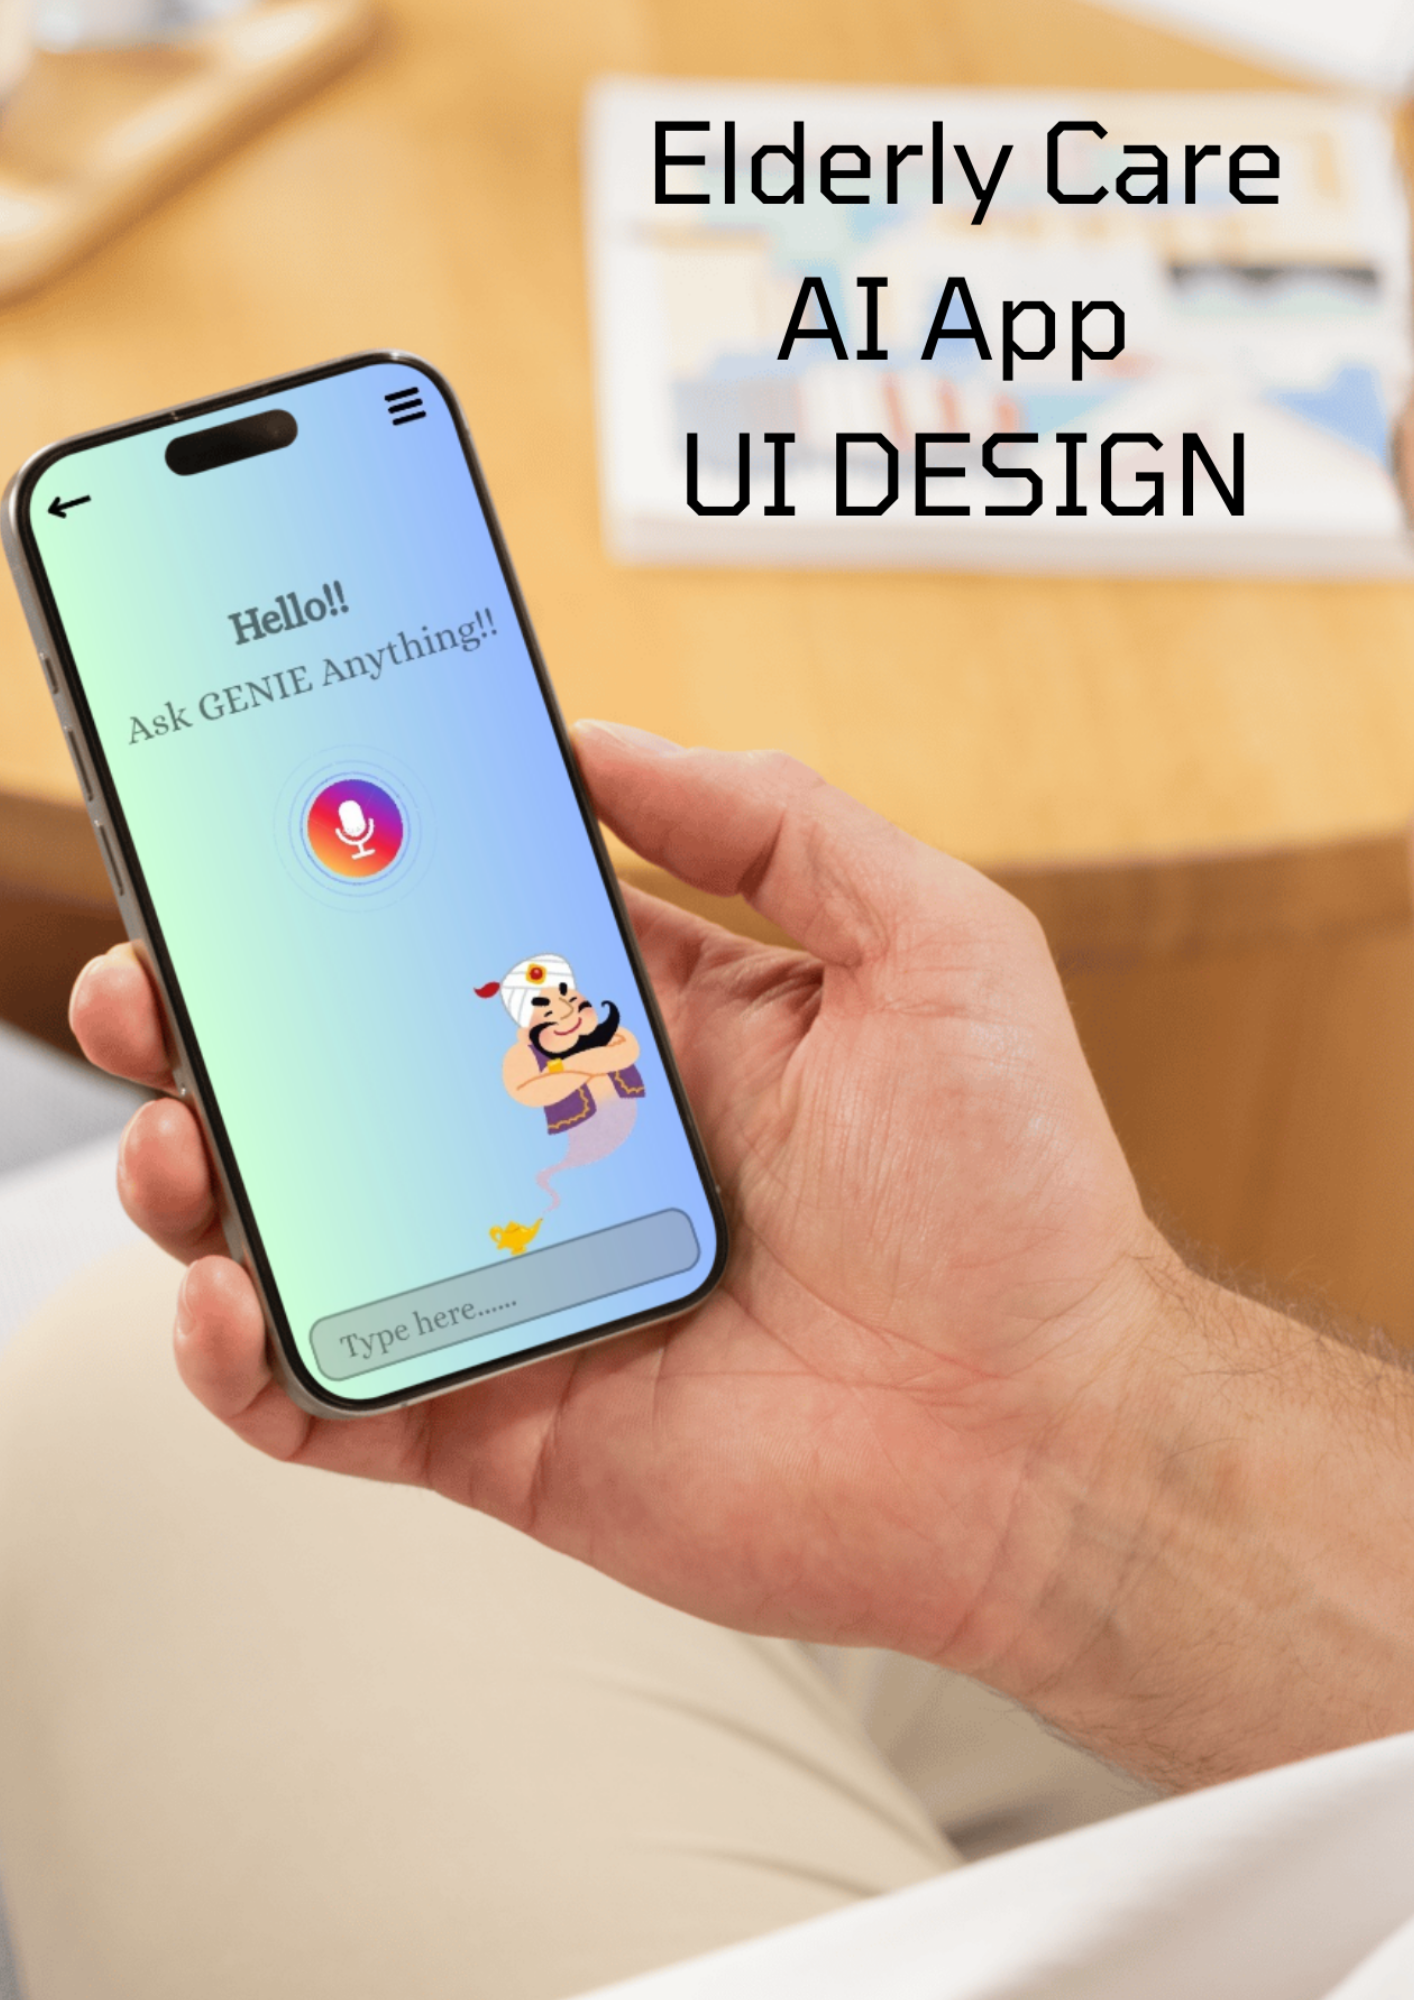 Elderly Care
AI App
UI DESIGN
Hello!!
Ask GENIE Anything!!
Type here......